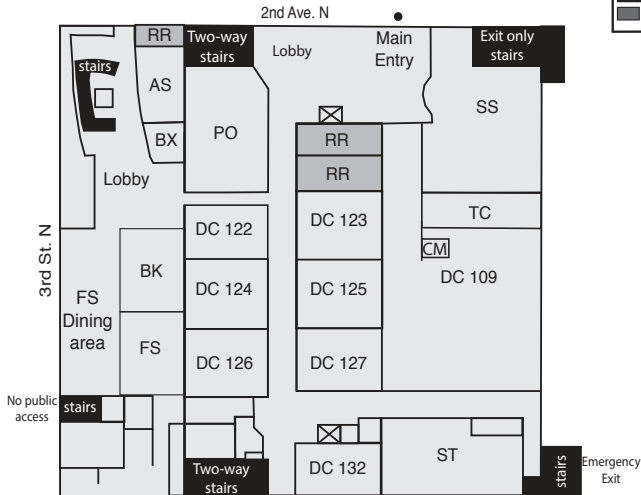 2nd Ave. N
RR
Two-way
stairs
Lobby
Main
Entry
Exit only
stairs
stairs
AS
SS
PO
BX
RR
RR
Lobby
DC 122
DC 123
TC
CM
DC 109
3rd St. N
BK
DC 124
DC 125
FS
Dining
area
FS
DC 126
DC 127
No public
access
stairs
Two-way
stairs
DC 132
ST
stairs
Emergency
Exit